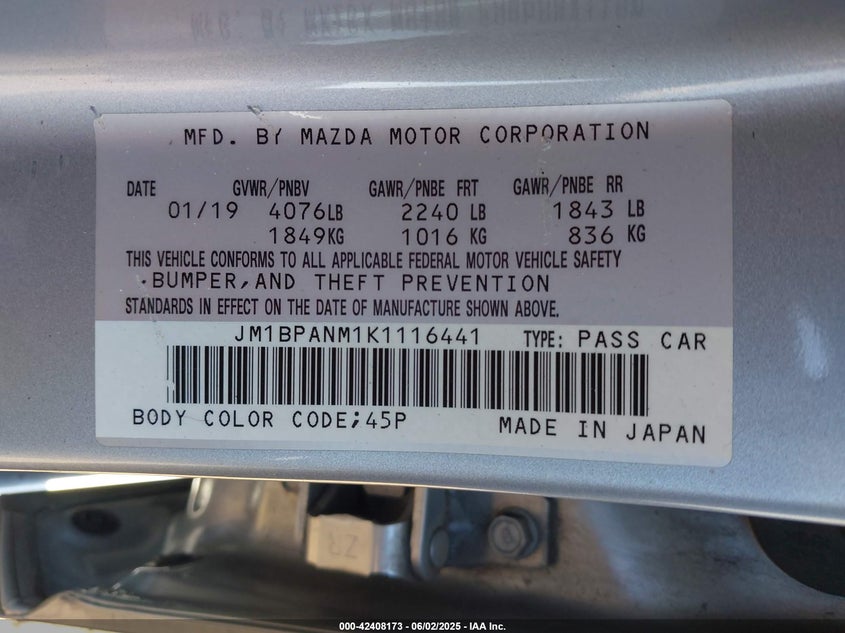 MFD. BY MAZDA MOTOR CORPORATION
DATE GVWR/PNBV GAWR/PNBE FRT GAWR/PNBE RR
01/19 4076LB 2240 LB 1843 LB
1849KG 1016 KG 836 KG
THIS VEHICLE CONFORMS TO ALL APPLICABLE FEDERAL MOTOR VEHICLE SAFETY
BUMPER, AND THEFT PREVENTION
STANDARDS IN EFFECT ON THE DATE OF MANUFACTURE SHOWN ABOVE.
JM1BPANM1K1116441 TYPE: PASS CAR
BODY COLOR CODE;45P MADE IN JAPAN
000-42408173 - 06/02/2025 - IAA Inc.